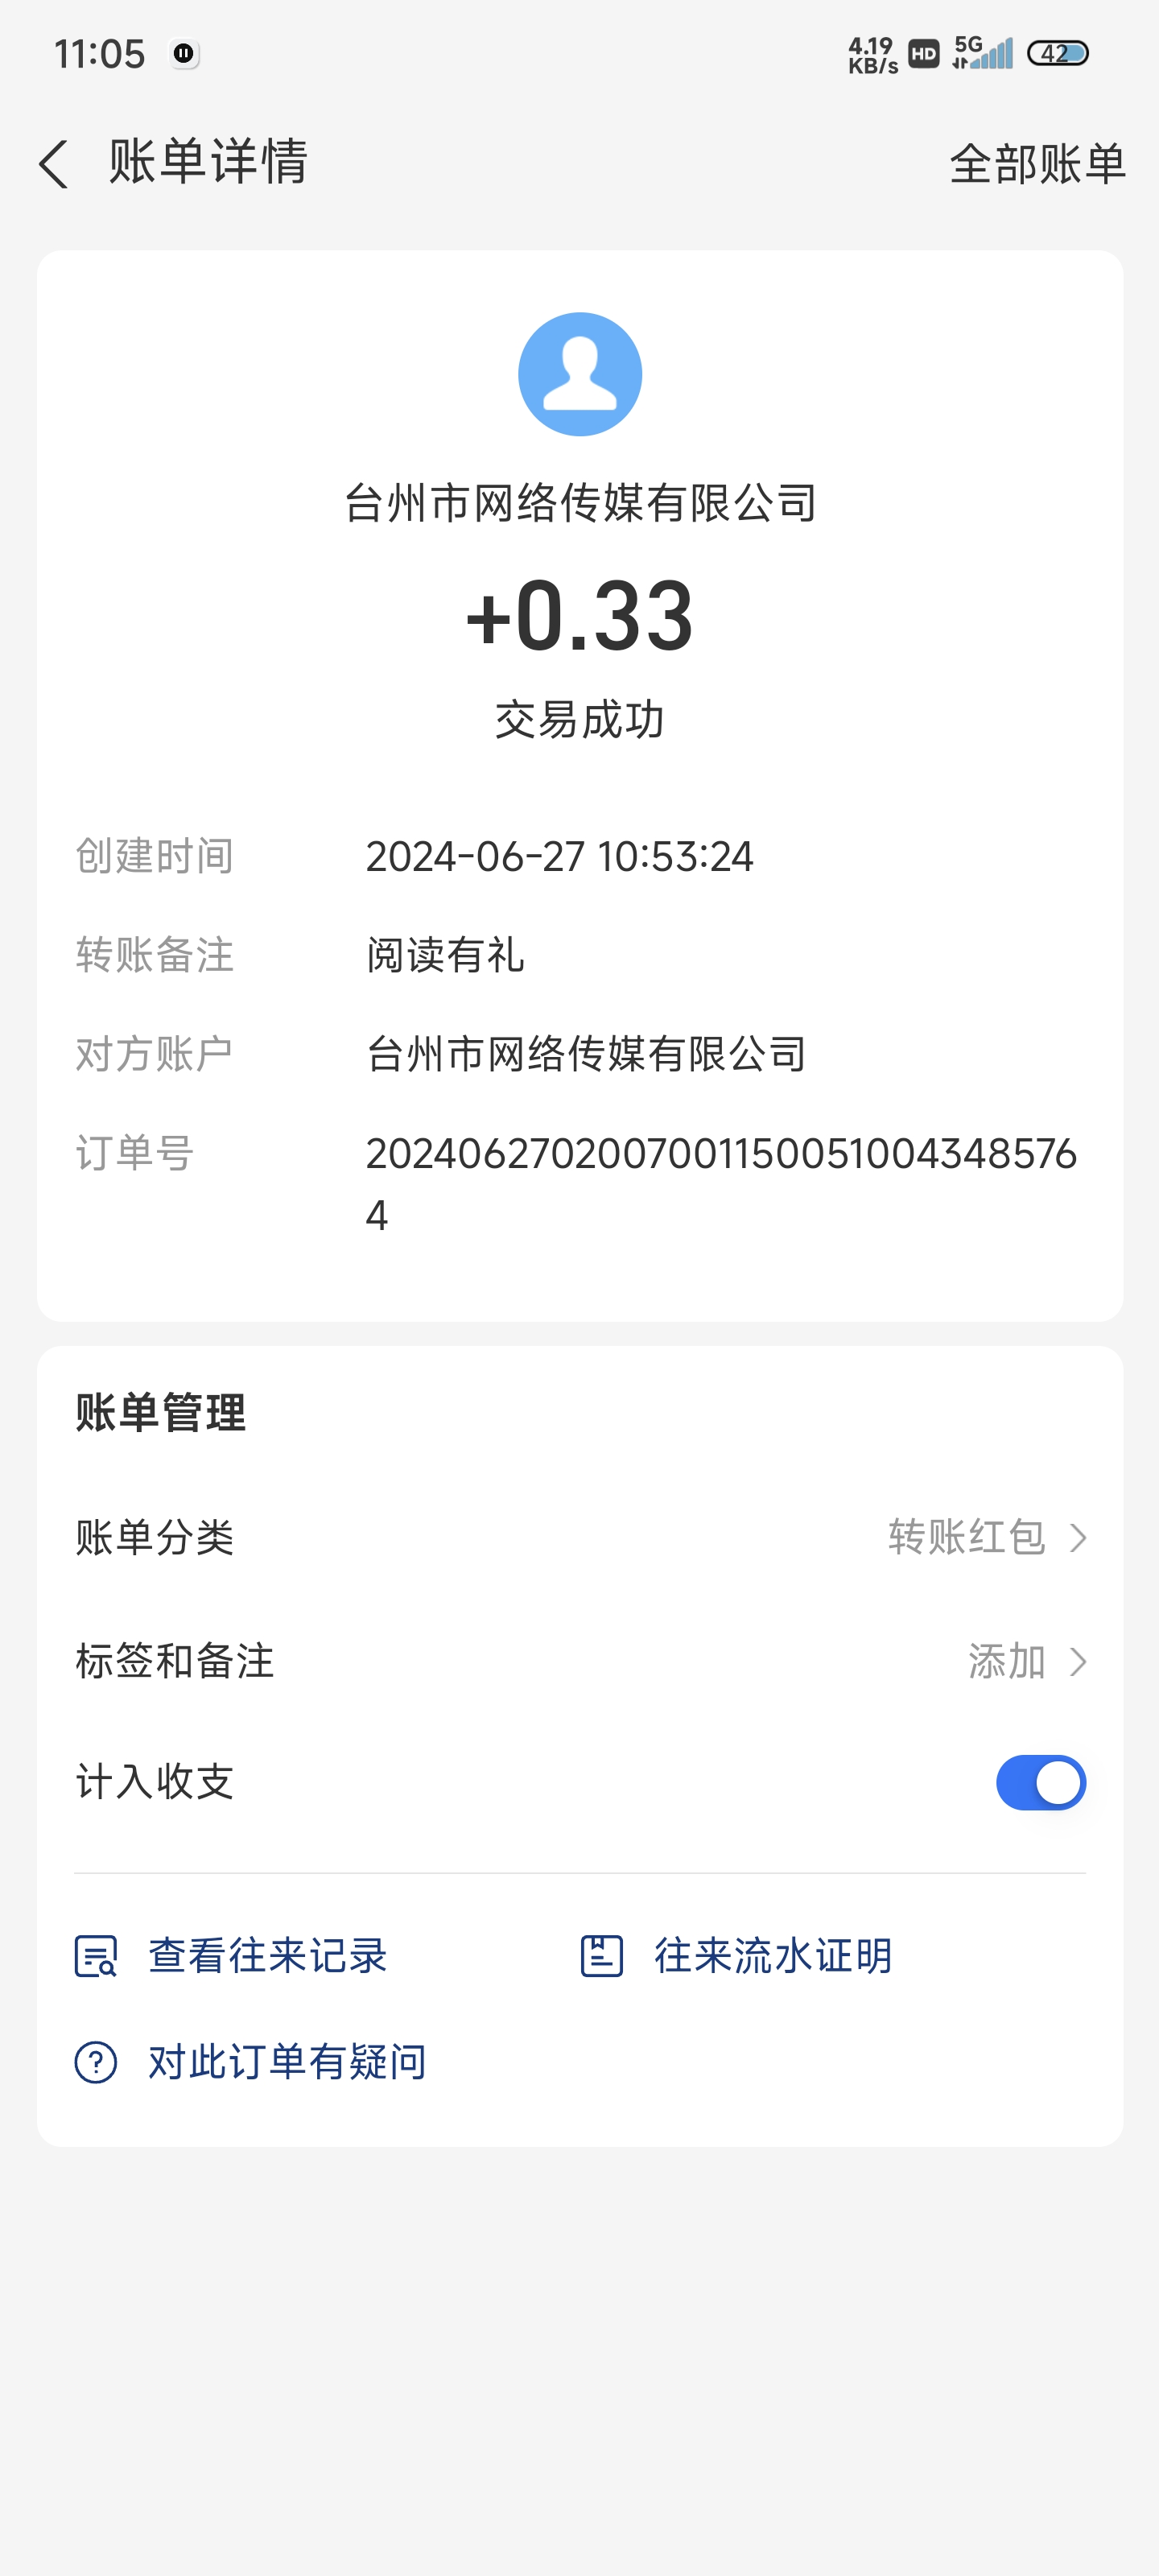 11:05
4.19 KB/s HD 5G 42
账单详情 全部账单
台州市网络传媒有限公司
+0.33
交易成功
创建时间 2024-06-27 10:53:24
转账备注 阅读有礼
对方账户 台州市网络传媒有限公司
订单号 2024062702007001150051004348576
4
账单管理
账单分类 转账红包
标签和备注 添加
计入收支
查看往来记录 往来流水证明
对此订单有疑问